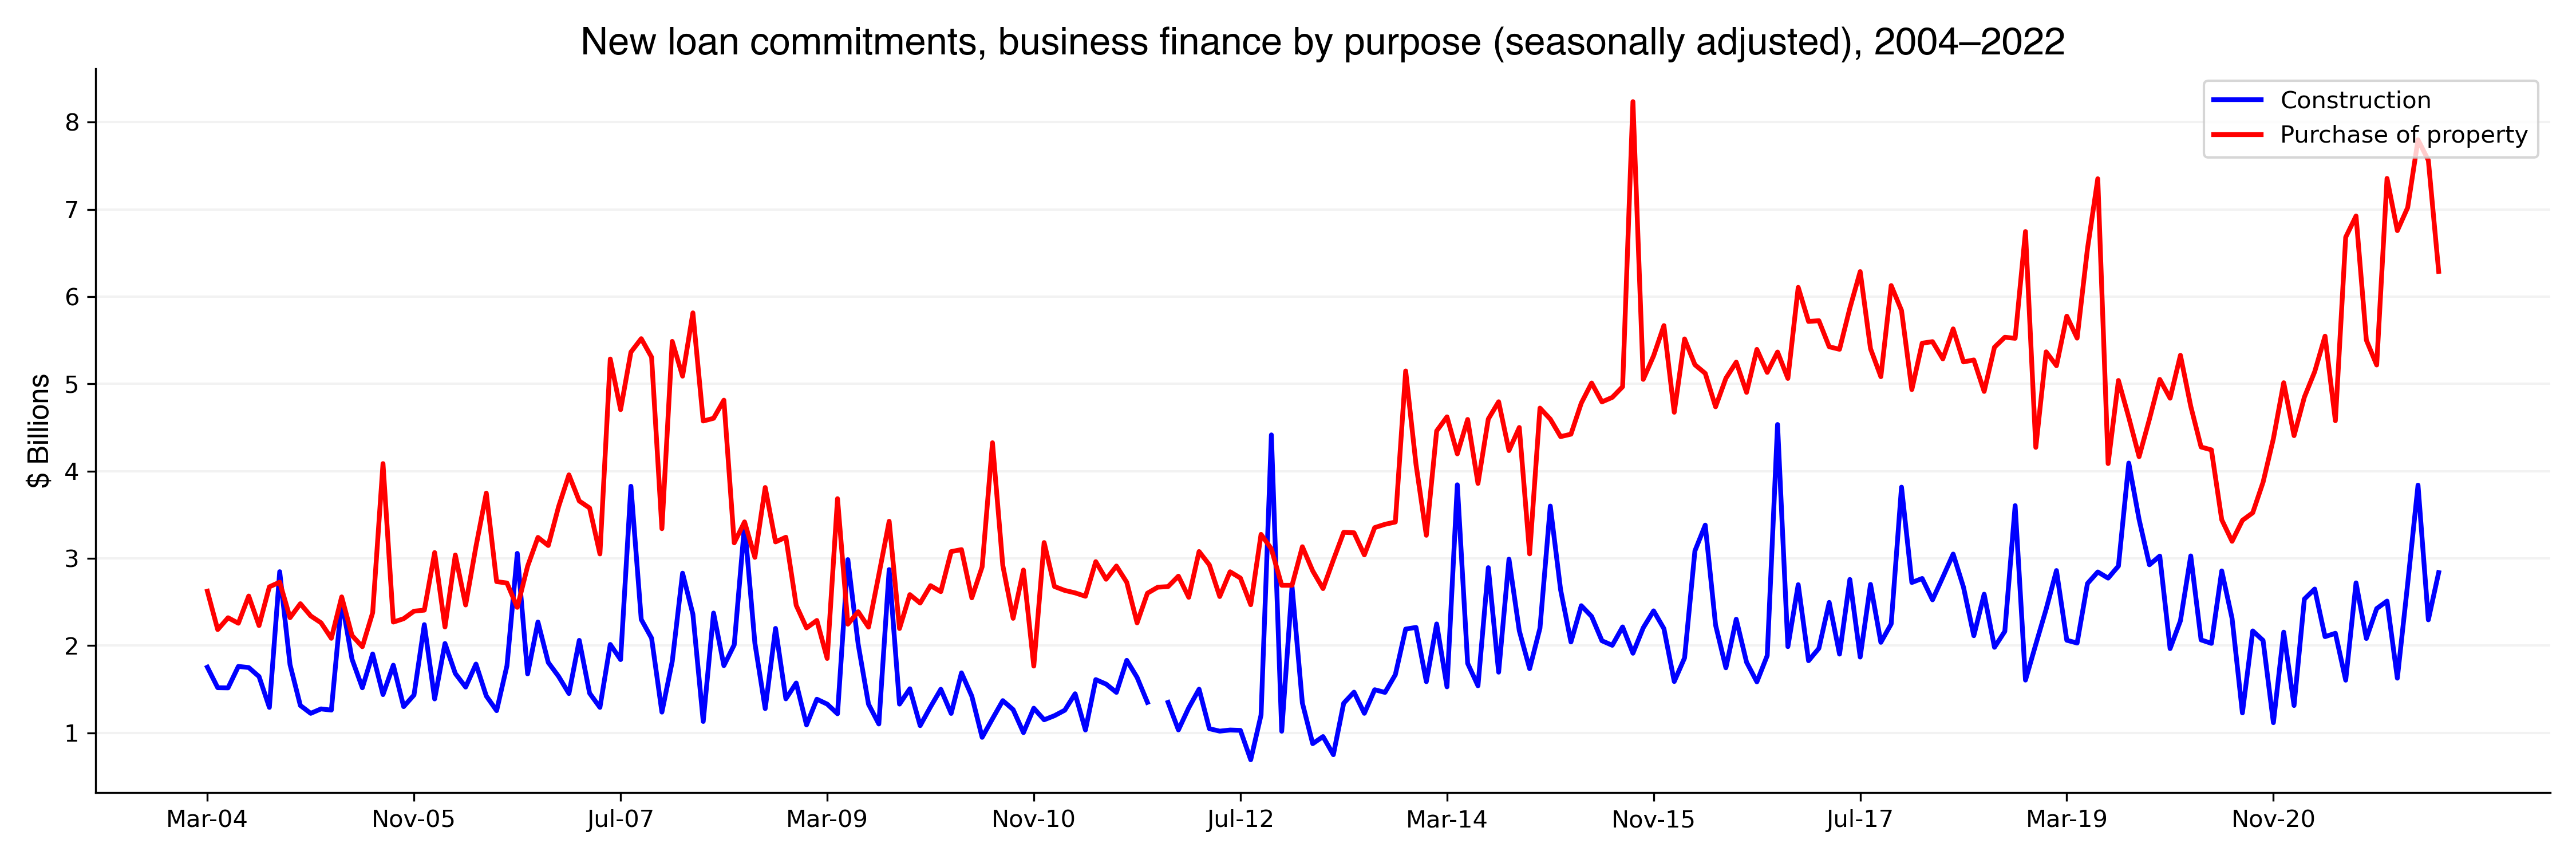 New loan commitments, business finance by purpose (seasonally adjusted), 2004–2022
Construction
Purchase of property
$ Billions
8
7
6
5
4
3
2
1
Mar-04 Nov-05 Jul-07 Mar-09 Nov-10 Jul-12 Mar-14 Nov-15 Jul-17 Mar-19 Nov-20